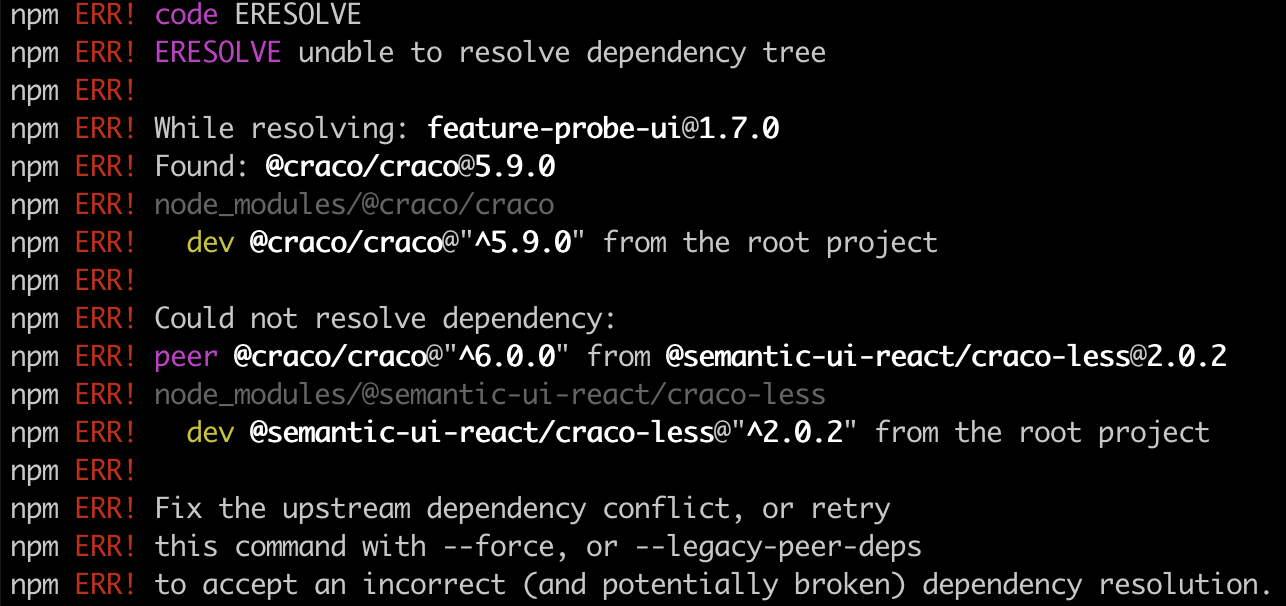 npm ERR! code ERESOLVE
npm ERR! ERESOLVE unable to resolve dependency tree
npm ERR!
npm ERR! While resolving: feature-probe-ui@1.7.0
npm ERR! Found: @craco/craco@5.9.0
npm ERR! node_modules/@craco/craco
npm ERR!   dev @craco/craco@"^5.9.0" from the root project
npm ERR!
npm ERR! Could not resolve dependency:
npm ERR! peer @craco/craco@"^6.0.0" from @semantic-ui-react/craco-less@2.0.2
npm ERR! node_modules/@semantic-ui-react/craco-less
npm ERR!   dev @semantic-ui-react/craco-less@"^2.0.2" from the root project
npm ERR!
npm ERR! Fix the upstream dependency conflict, or retry
npm ERR! this command with --force, or --legacy-peer-deps
npm ERR! to accept an incorrect (and potentially broken) dependency resolution.